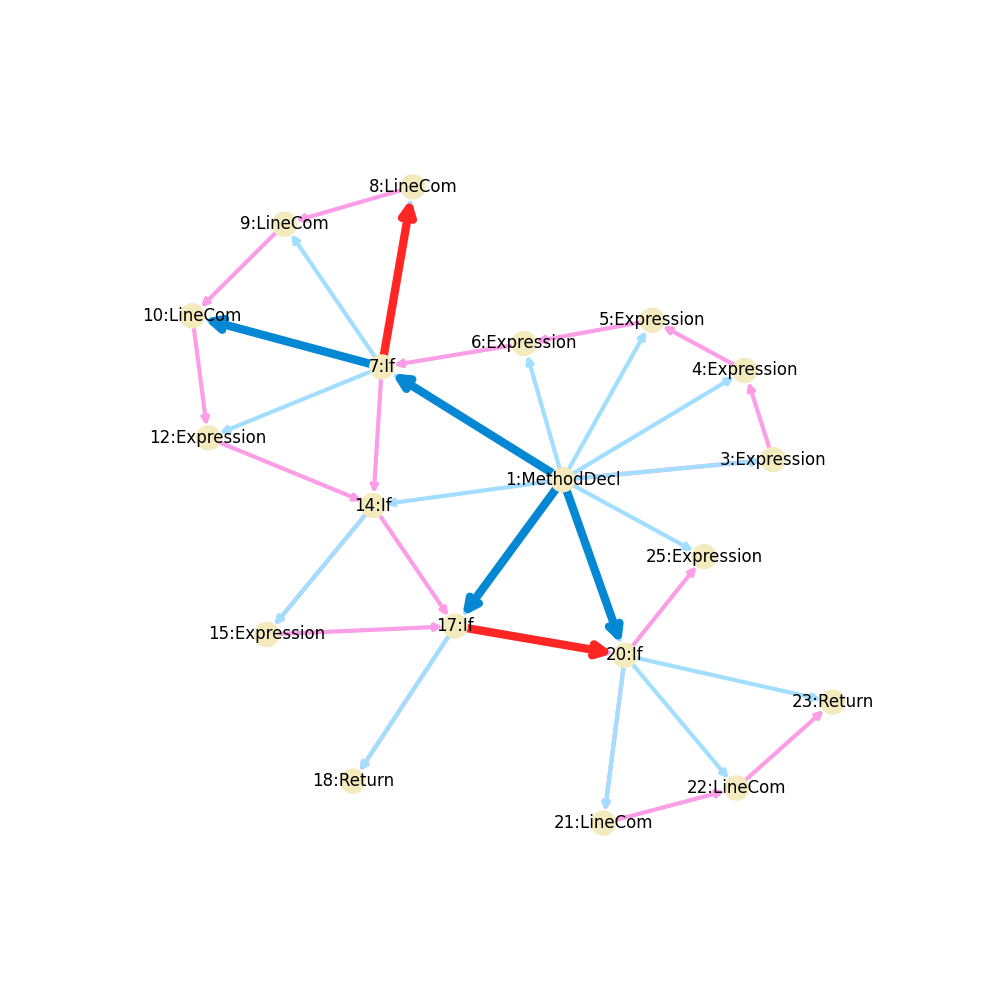 8:LineCom
9:LineCom
10:LineCom
5:Expression
6:Expression
7:If
4:Expression
12:Expression
3:Expression
1:MethodDecl
14:If
25:Expression
17:If
15:Expression
20:If
23:Return
18:Return
22:LineCom
21:LineCom